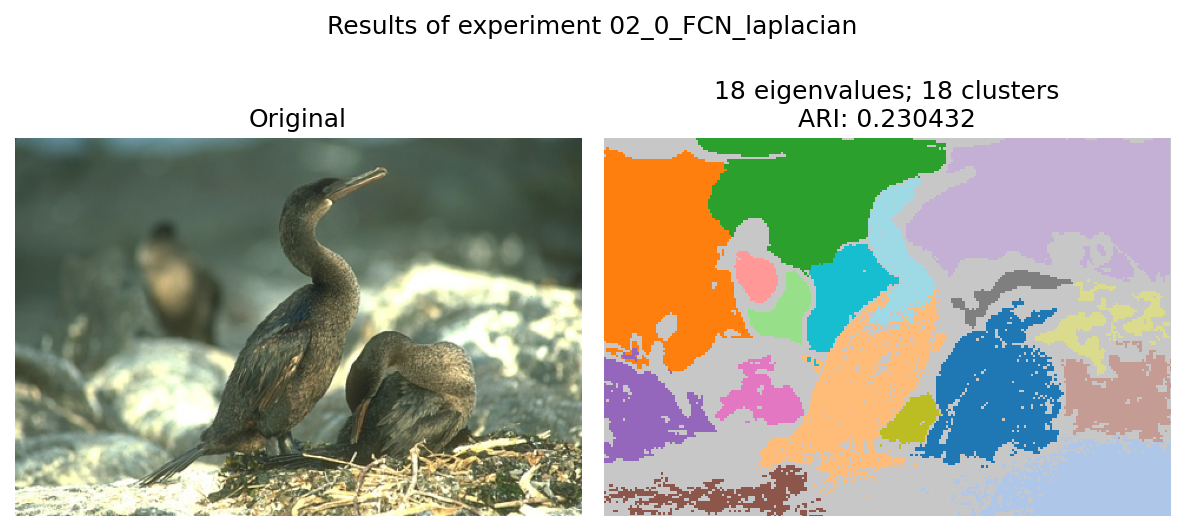 Results of experiment 02_0_FCN_laplacian
Original
18 eigenvalues; 18 clusters
ARI: 0.230432